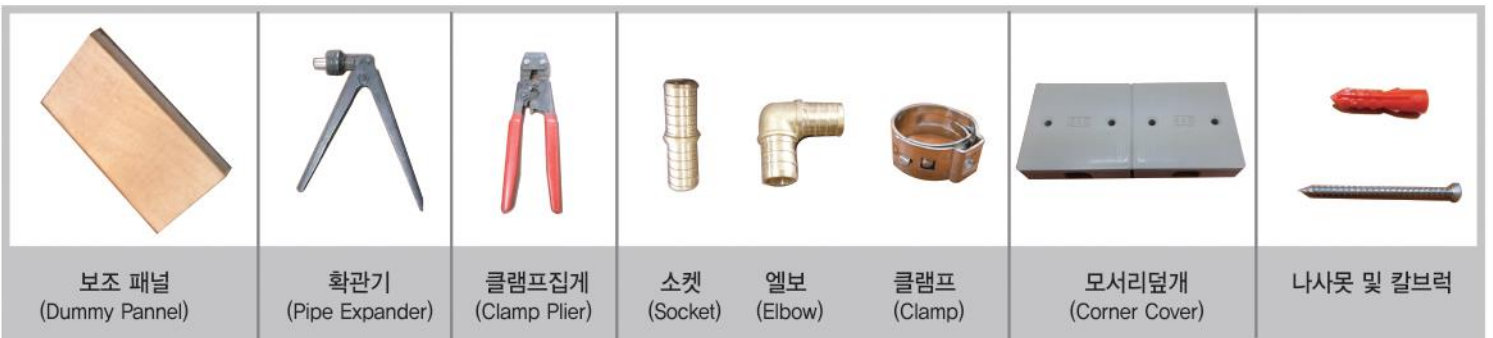 보조 패널
(Dummy Pannel)
확관기
(Pipe Expander)
클램프집게
(Clamp Plier)
소켓
(Socket)
엘보
(Elbow)
클램프
(Clamp)
모서리덮개
(Corner Cover)
나사못 및 칼브럭